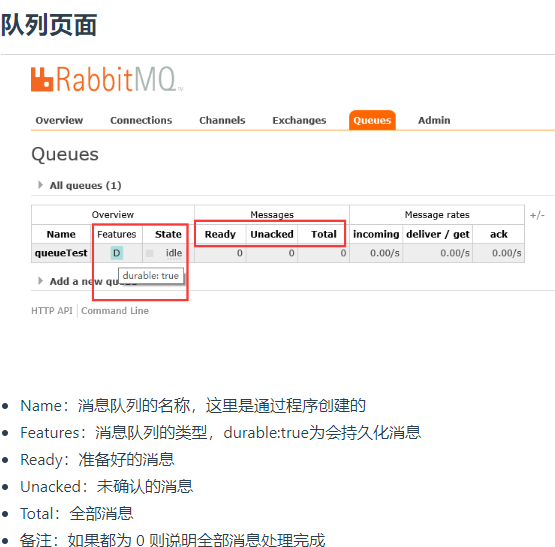 队列页面
RabbitMQ
Overview Connections Channels Exchanges Queues Admin
Queues
All queues (1)
Overview Messages Message rates +/-
Name Features State Ready Unacked Total incoming deliver / get ack
queueTest D idle 0 0 0 0.00/s 0.00/s 0.00/s
durable: true
Add a new queue
HTTP API Command Line
• Name：消息队列的名称，这里是通过程序创建的
• Features：消息队列的类型，durable:true为会持久化消息
• Ready：准备好的消息
• Unacked：未确认的消息
• Total：全部消息
• 备注：如果都为 0 则说明全部消息处理完成